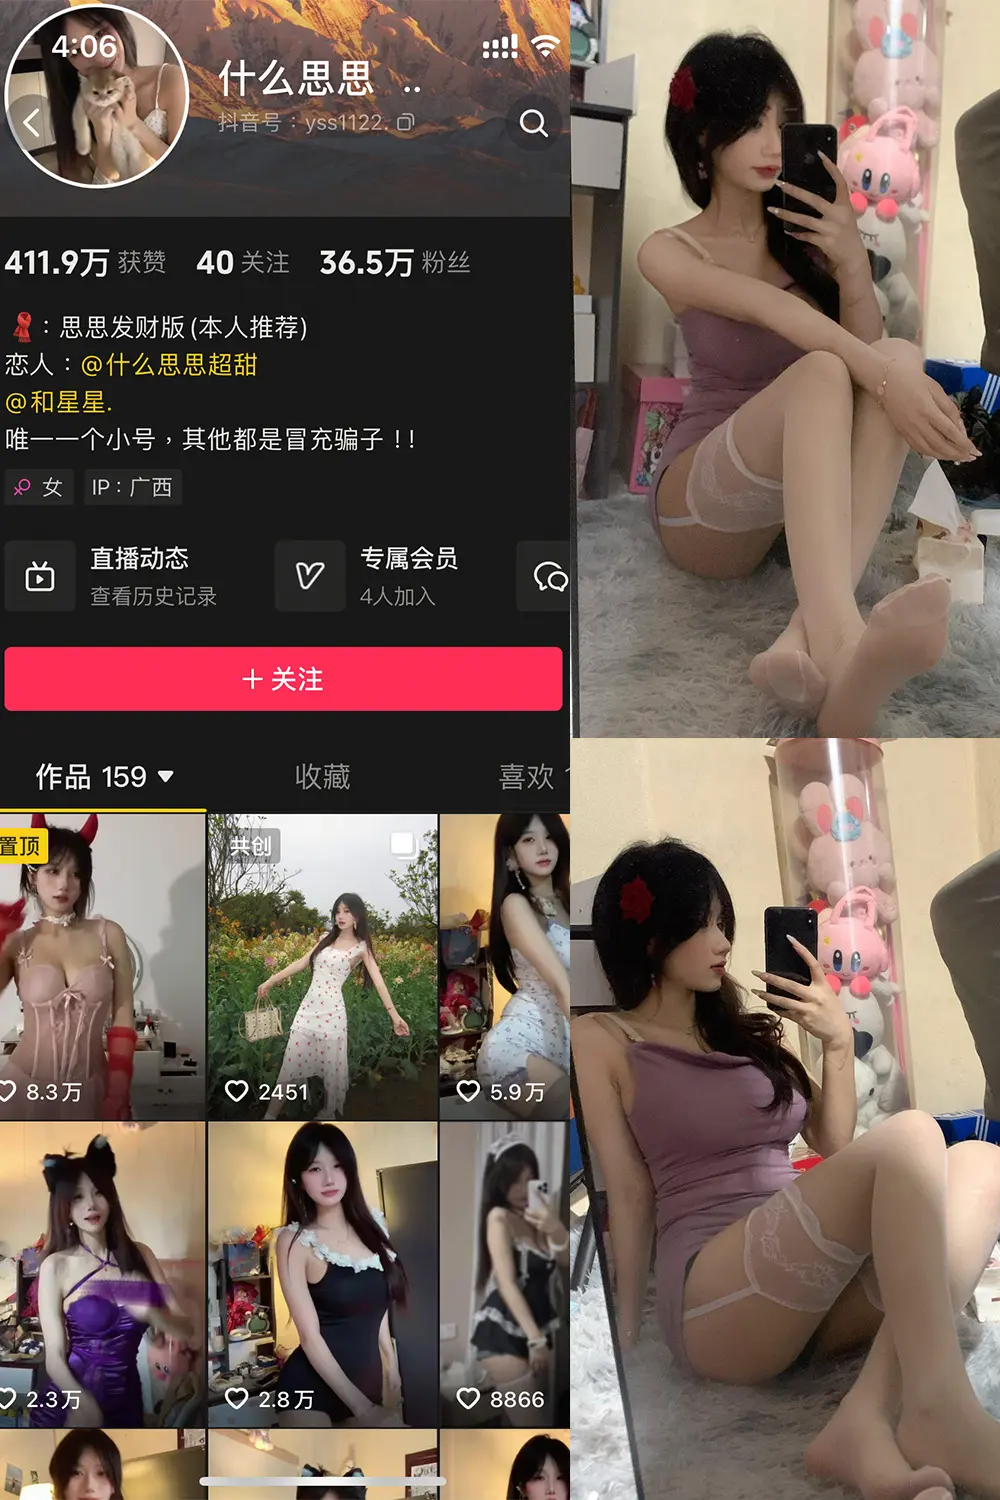 4:06
什么思思 ..
抖音号：yss1122.
411.9万 获赞 40 关注 36.5万 粉丝
：思思发财版(本人推荐)
恋人：@什么思思超甜
@和星星.
唯一一个小号，其他都是冒充骗子！！
女 IP：广西
直播动态
查看历史记录
专属会员
4人加入
+ 关注
作品 159 收藏 喜欢
置顶
共创
8.3万
2451
5.9万
2.3万
2.8万
8866